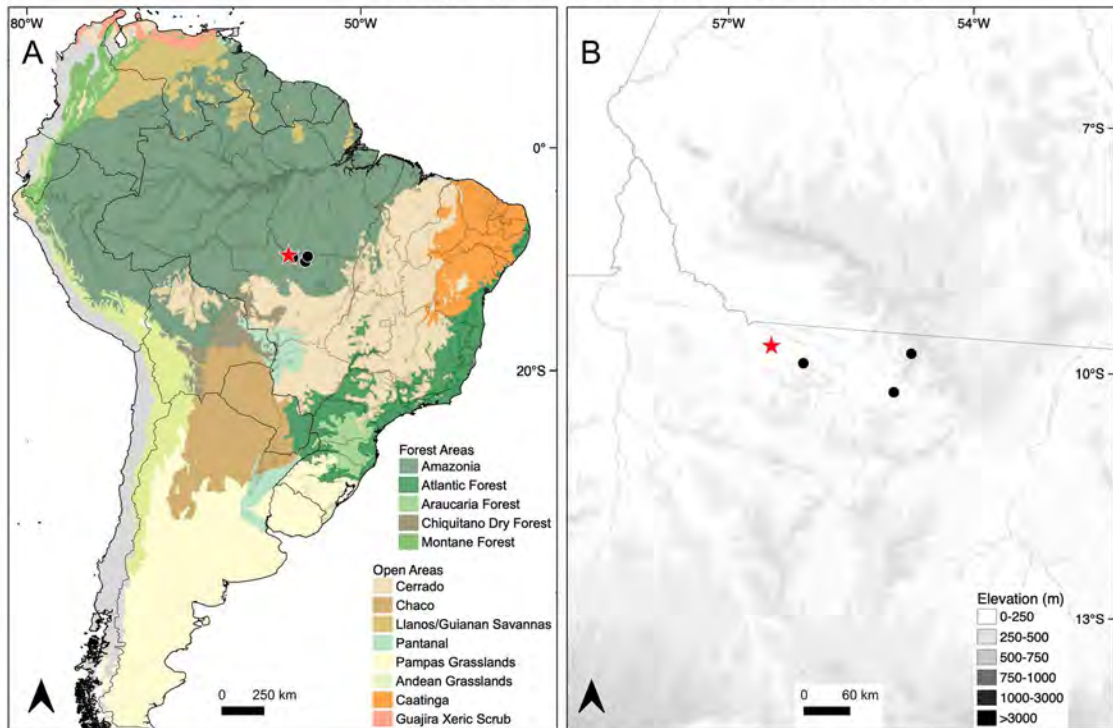 80°W
50°W
A
0°
20°S
Forest Areas
Amazonia
Atlantic Forest
Araucaria Forest
Chiquitano Dry Forest
Montane Forest
Open Areas
Cerrado
Chaco
Llanos/Guianan Savannas
Pantanal
Pampas Grasslands
Andean Grasslands
Caatinga
Guajira Xeric Scrub
0 250 km
57°W
54°W
B
7°S
10°S
13°S
Elevation (m)
0-250
250-500
500-750
750-1000
1000-3000
>3000
0 60 km